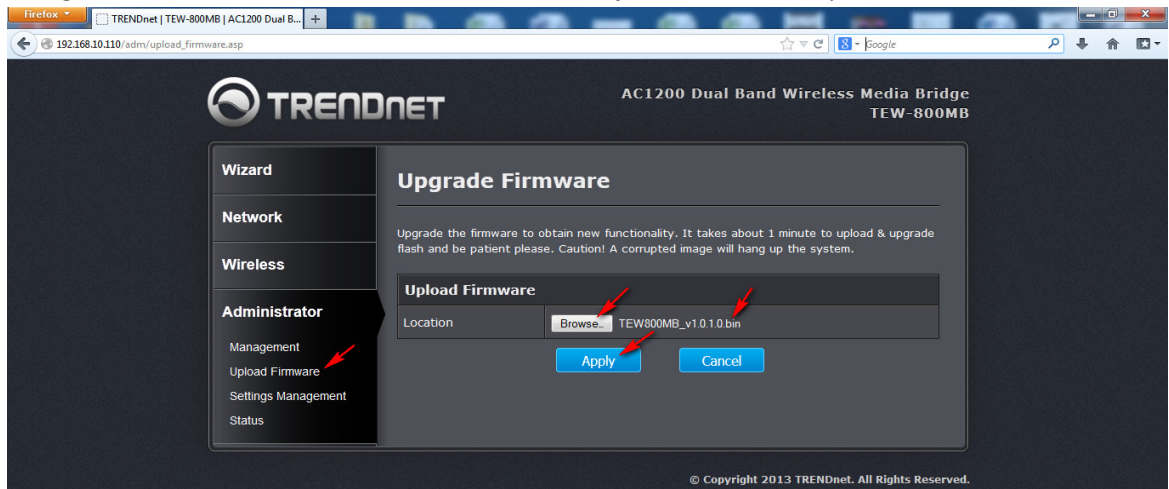 Firefox
TRENDnet | TEW-800MB | AC1200 Dual B...
192.168.10.110/adm/upload_firmware.asp
Google
TRENDNET
AC1200 Dual Band Wireless Media Bridge
TEW-800MB
Wizard
Network
Wireless
Administrator
Management
Upload Firmware
Settings Management
Status
Upgrade Firmware
Upgrade the firmware to obtain new functionality. It takes about 1 minute to upload & upgrade
flash and be patient please. Caution! A corrupted image will hang up the system.
Upload Firmware
Location
Browse_ TEW800MB_v1.0.1.0.bin
Apply
Cancel
© Copyright 2013 TRENDnet. All Rights Reserved.